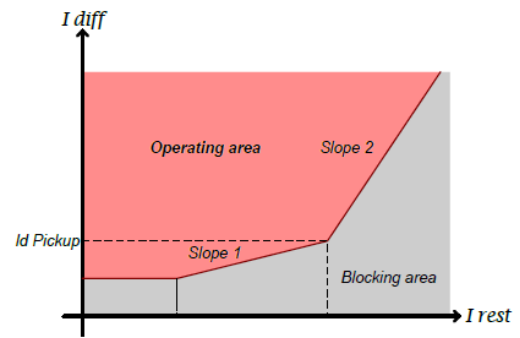 I diff
Operating area
Slope 2
Id Pickup
Slope 1
Blocking area
I rest